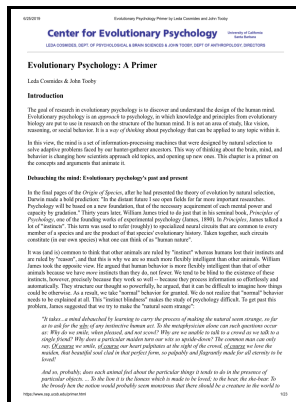 6/25/2019
Evolutionary Psychology Primer by Leda Cosmides and John Tooby
Center for Evolutionary Psychology
University of California
Santa Barbara
LEDA COSMIDES, DEPT. OF PSYCHOLOGICAL & BRAIN SCIENCES & JOHN TOOBY, DEPT OF ANTHROPOLOGY, DIRECTORS
Evolutionary Psychology: A Primer
Leda Cosmides & John Tooby
Introduction
The goal of research in evolutionary psychology is to discover and understand the design of the human mind.
Evolutionary psychology is an approach to psychology, in which knowledge and principles from evolutionary
biology are put to use in research on the structure of the human mind. It is not an area of study, like vision,
reasoning, or social behavior. It is a way of thinking about psychology that can be applied to any topic within it.
In this view, the mind is a set of information-processing machines that were designed by natural selection to
solve adaptive problems faced by our hunter-gatherer ancestors. This way of thinking about the brain, mind, and
behavior is changing how scientists approach old topics, and opening up new ones. This chapter is a primer on
the concepts and arguments that animate it.
Debauching the mind: Evolutionary psychology's past and present
In the final pages of the Origin of Species, after he had presented the theory of evolution by natural selection,
Darwin made a bold prediction: "In the distant future I see open fields for far more important researches.
Psychology will be based on a new foundation, that of the necessary acquirement of each mental power and
capacity by gradation." Thirty years later, William James tried to do just that in his seminal book, Principles of
Psychology, one of the founding works of experimental psychology (James, 1890). In Principles, James talked a
lot of "instinct". This term was used to refer (roughly) to specialized neural circuits that are common to every
member of a species and are the product of that species' evolutionary history. Taken together, such circuits
constitute (in our own species) what one can think of as "human nature".
It was (and is) common to think that other animals are ruled by "instinct" whereas humans lost their instincts and
are ruled by "reason", and that this is why we are so much more flexibly intelligent than other animals. William
James took the opposite view. He argued that human behavior is more flexibly intelligent than that of other
animals because we have more instincts than they do, not fewer. We tend to be blind to the existence of these
instincts, however, precisely because they work so well -- because they process information so effortlessly and
automatically. They structure our thought so powerfully, he argued, that it can be difficult to imagine how things
could be otherwise. As a result, we take "normal" behavior for granted. We do not realize that "normal" behavior
needs to be explained at all. This "instinct blindness" makes the study of psychology difficult. To get past this
problem, James suggested that we try to make the "natural seem strange":
"It takes...a mind debauched by learning to carry the process of making the natural seem strange, so far
as to ask for the why of any instinctive human act. To the metaphysician alone can such questions occur
as: Why do we smile, when pleased, and not scowl? Why are we unable to talk to a crowd as we talk to a
single friend? Why does a particular maiden turn our wits so upside-down? The common man can only
say, Of course we smile, of course our heart palpitates at the sight of the crowd, of course we love the
maiden, that beautiful soul clad in that perfect form, so palpably and flagrantly made for all eternity to be
loved!
And so, probably, does each animal feel about the particular things it tends to do in the presence of
particular objects. ... To the lion it is the lioness which is made to be loved; to the bear, the she-bear. To
the broody hen the notion would probably seem monstrous that there should be a creature in the world to
https://www.cep.ucsb.edu/primer.html
1/23